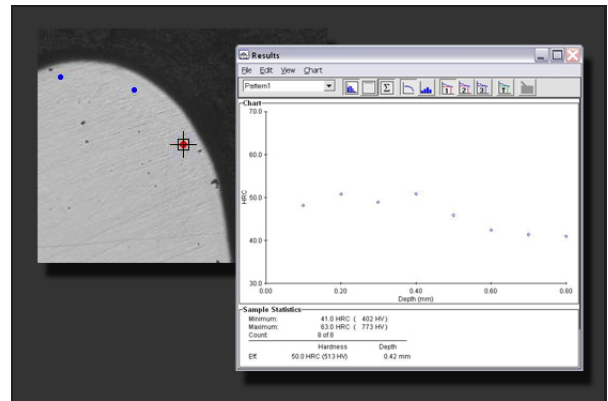 Results
File Edit View Chart
Pattern1
Chart
70.0
60.0
50.0
40.0
30.0
HRC
0.00 0.20 0.40 0.60 0.80
Depth (mm)
Sample Statistics
Minimum: 41.0 HRC ( 402 HV)
Maximum: 63.0 HRC ( 773 HV)
Count: 8 of 8
Hardness Depth
Eff. 50.0 HRC (513 HV) 0.42 mm